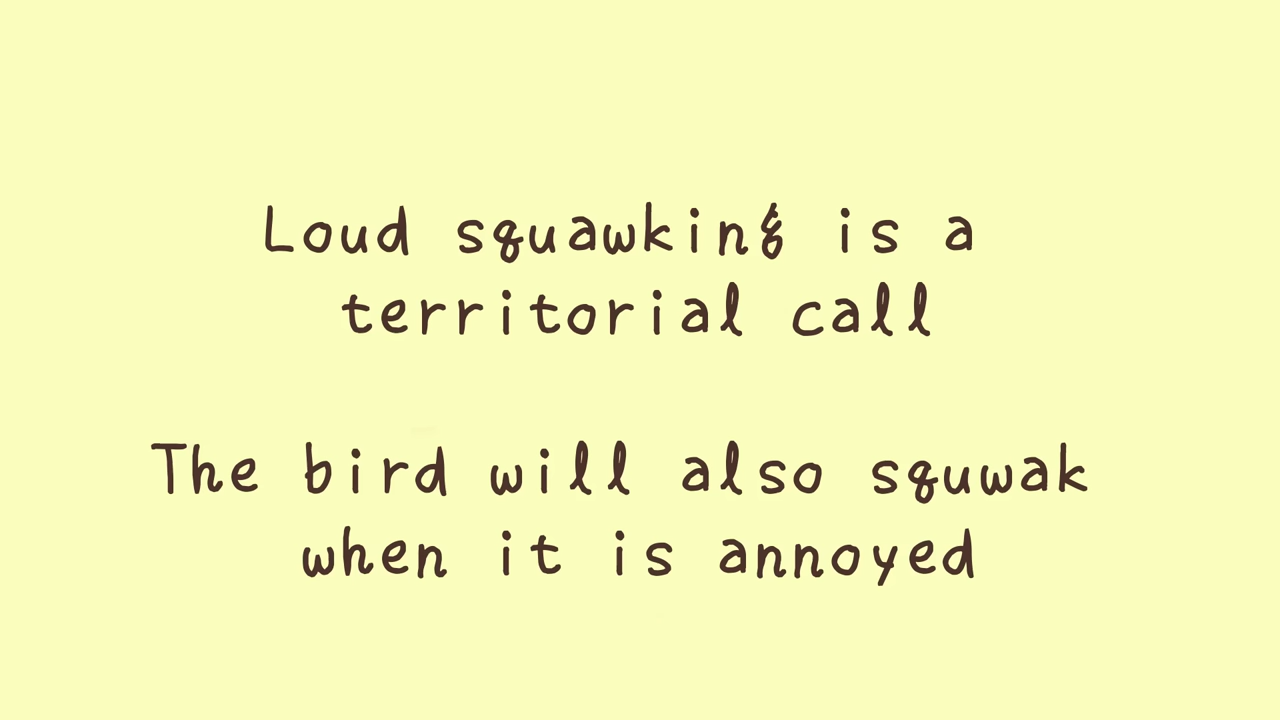 Loud squawking is a
territorial call
The bird will also squwak
when it is annoyed